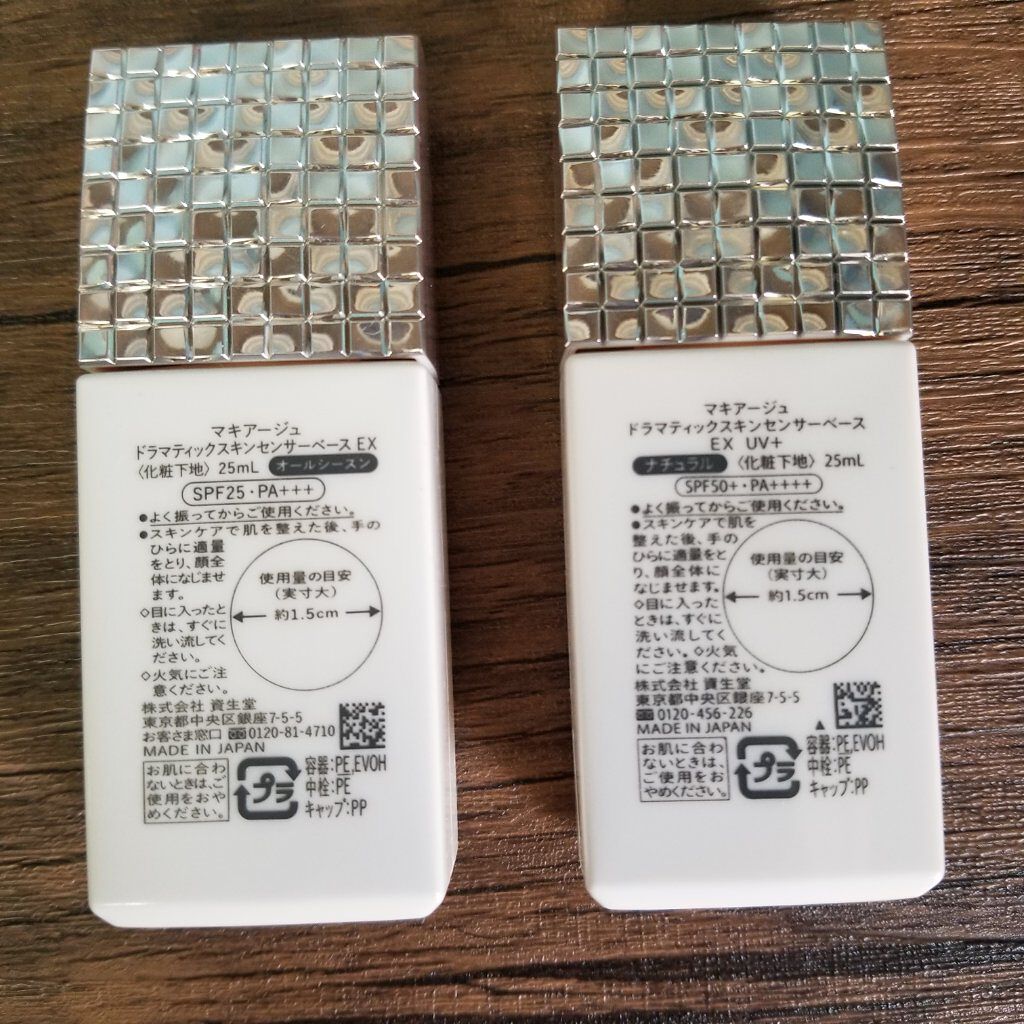 マキアージュ
ドラマティックスキンセンサーベース EX
〈化粧下地〉 25mL オールシーズン
SPF25・PA+++
●よく振ってからご使用ください。
●スキンケアで肌を整えた後、手の
ひらに適量
をとり、顔全
体になじませ
ます。
◇目に入ったと
きは、すぐに
洗い流してく
ださい。
◇火気にご注
意ください。
使用量の目安
(実寸大)
約1.5cm
株式会社 資生堂
東京都中央区銀座7-5-5
お客さま窓口 0120-81-4710
MADE IN JAPAN
お肌に合わ
ないときは、
ご使用をおや
めください。
プラ
容器:PE,EVOH
中栓:PE
キャップ:PP
マキアージュ
ドラマティックスキンセンサーベース
EX UV+
ナチュラル 〈化粧下地〉 25mL
SPF50+・PA++++
●よく振ってからご使用ください。
●スキンケアで肌を
整えた後、手の
ひらに適量をと
り、顔全体に
なじませます。
◇目に入った
ときは、すぐに
洗い流してく
ださい。◇火気
にご注意ください。
使用量の目安
(実寸大)
約1.5cm
株式会社 資生堂
東京都中央区銀座7-5-5
0120-456-226
MADE IN JAPAN
お肌に合わ
ないときは、
ご使用をお
やめください。
プラ
容器:PE,EVOH
中栓:PE
キャップ:PP